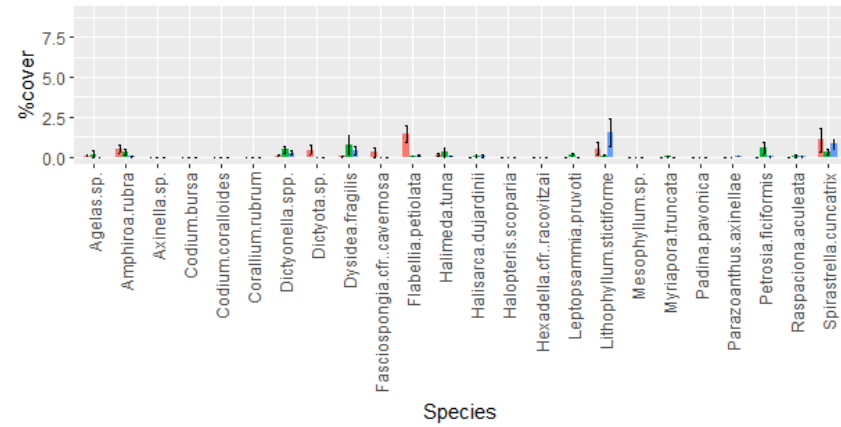 7.5
5.0
2.5
0.0
%cover
Agelas.sp.
Amphiroa.rubra
Axinella.sp.
Codium.bursa
Codium.coralloides
Corallium.rubrum
Dictyonella.spp.
Dictyota.sp.
Dysidea.fragilis
Fasciospongia.cfr..cavernosa
Flabellia.petiolata
Halimeda.tuna
Halisarca.dujardinii
Halopteris.scoparia
Hexadella.cfr..racovitzai
Leptopsammia.pruvoti
Lithophyllum.stictiforme
Mesophyllum.sp.
Myriapora.truncata
Padina.pavonica
Parazoanthus.axinellae
Petrosia.ficiformis
Raspaciona.aculeata
Spirastrella.cuncatrix
Species